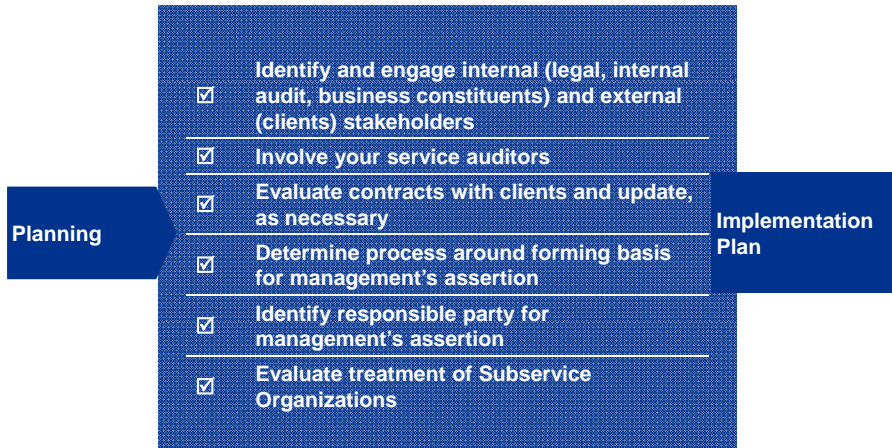 Planning
Identify and engage internal (legal, internal
audit, business constituents) and external
(clients) stakeholders
Involve your service auditors
Evaluate contracts with clients and update,
as necessary
Determine process around forming basis
for management’s assertion
Identify responsible party for
management’s assertion
Evaluate treatment of Subservice
Organizations
Implementation
Plan